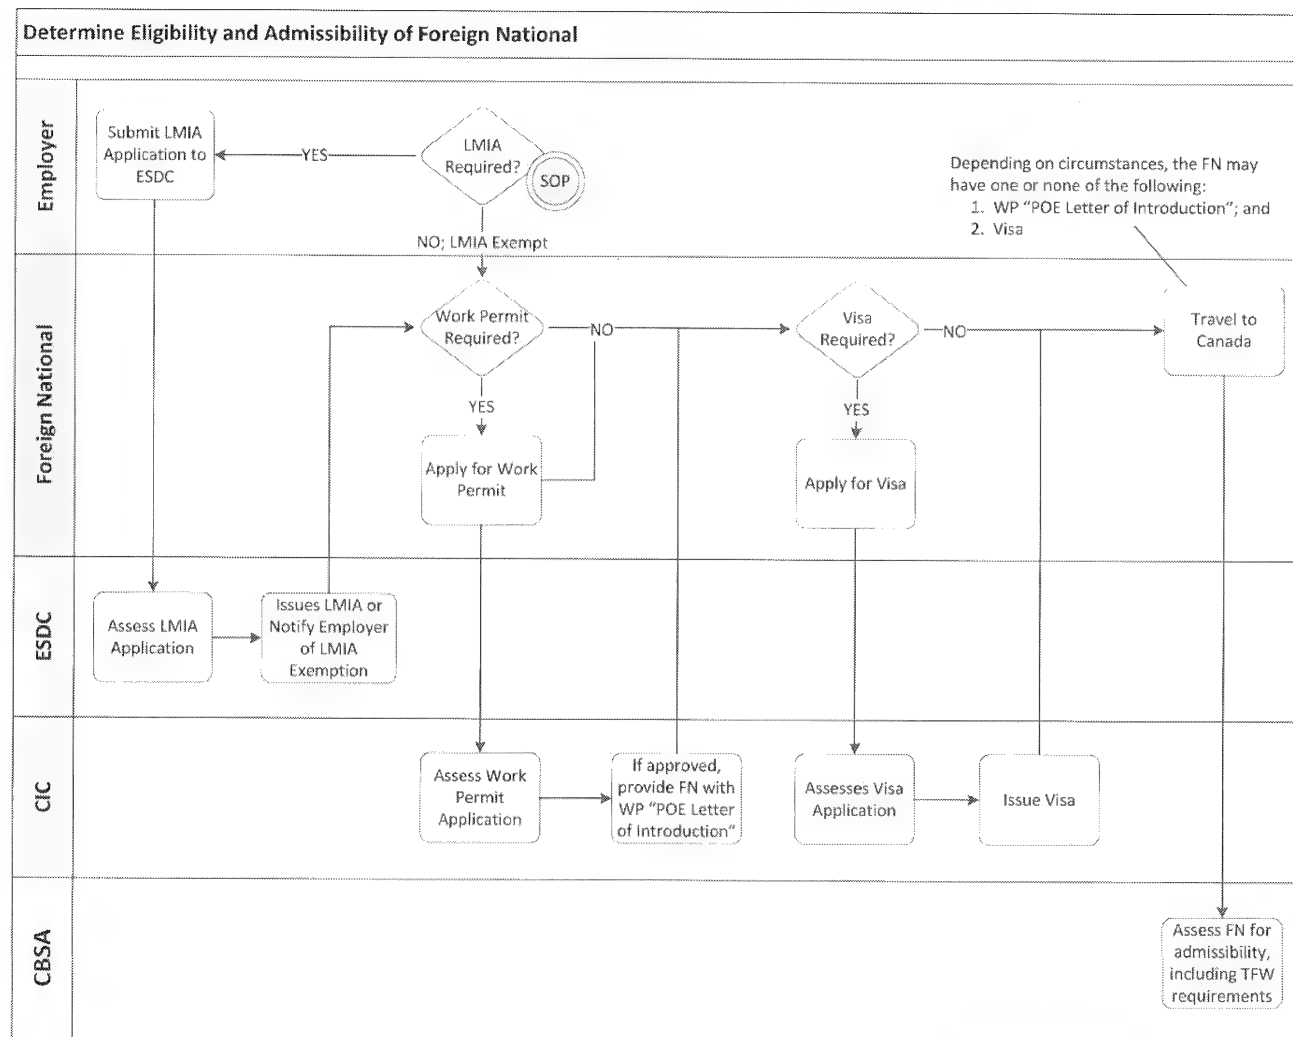 Determine Eligibility and Admissibility of Foreign National
Employer
Submit LMIA
Application to
ESDC
YES
LMIA
Required?
SOP
NO; LMIA Exempt
Depending on circumstances, the FN may
have one or none of the following:
1. WP "POE Letter of Introduction"; and
2. Visa
Foreign National
Work Permit
Required?
NO
YES
Apply for Work
Permit
Visa
Required?
NO
YES
Apply for Visa
Travel to
Canada
ESDC
Assess LMIA
Application
Issues LMIA or
Notify Employer
of LMIA
Exemption
CIC
Assess Work
Permit
Application
If approved,
provide FN with
WP "POE Letter
of Introduction"
Assesses Visa
Application
Issue Visa
CBSA
Assess FN for
admissibility,
including TFW
requirements